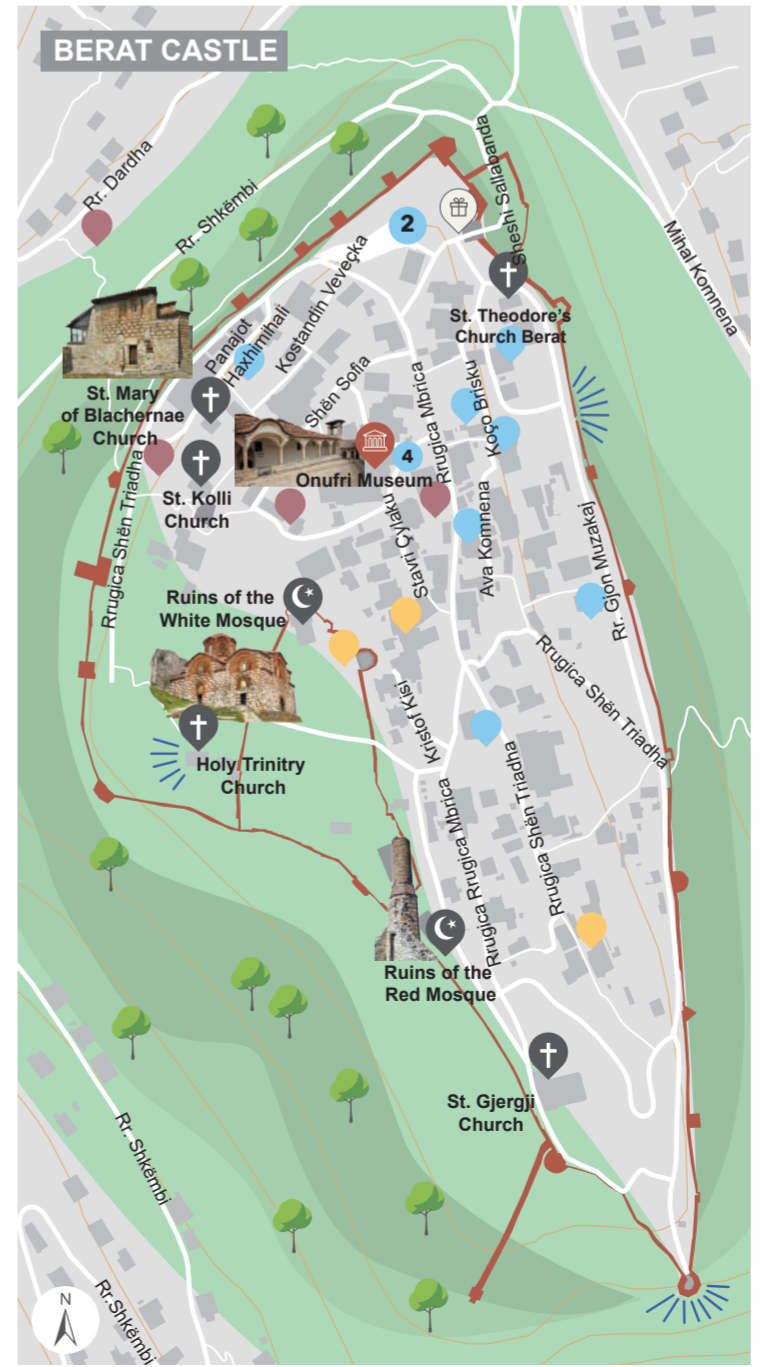 BERAT CASTLE
Rr. Dardha
Rr. Shkëmbi
Sheshi Sallabanda
Mihal Komnena
2
Kostandin Veveçka
Panajot
Haxhimihali
St. Theodore's
Church Berat
Shën Sofia
Rrugica Mbrica
Koço Brisku
St. Mary
of Blachernae
Church
4
Onufri Museum
St. Kolli
Church
Rrugica Shën Triadha
Stavri Çylaku
Ava Komnena
Rr. Gjon Muzakaj
Ruins of the
White Mosque
Rrugica Shën Triadha
Kristof Kisi
Holy Trinitry
Church
Rrugica Shën Triadha
Rrugica Rrugica Mbrica
Ruins of the
Red Mosque
St. Gjergji
Church
Rr. Shkëmbi
Rr.Shkëmbi
N